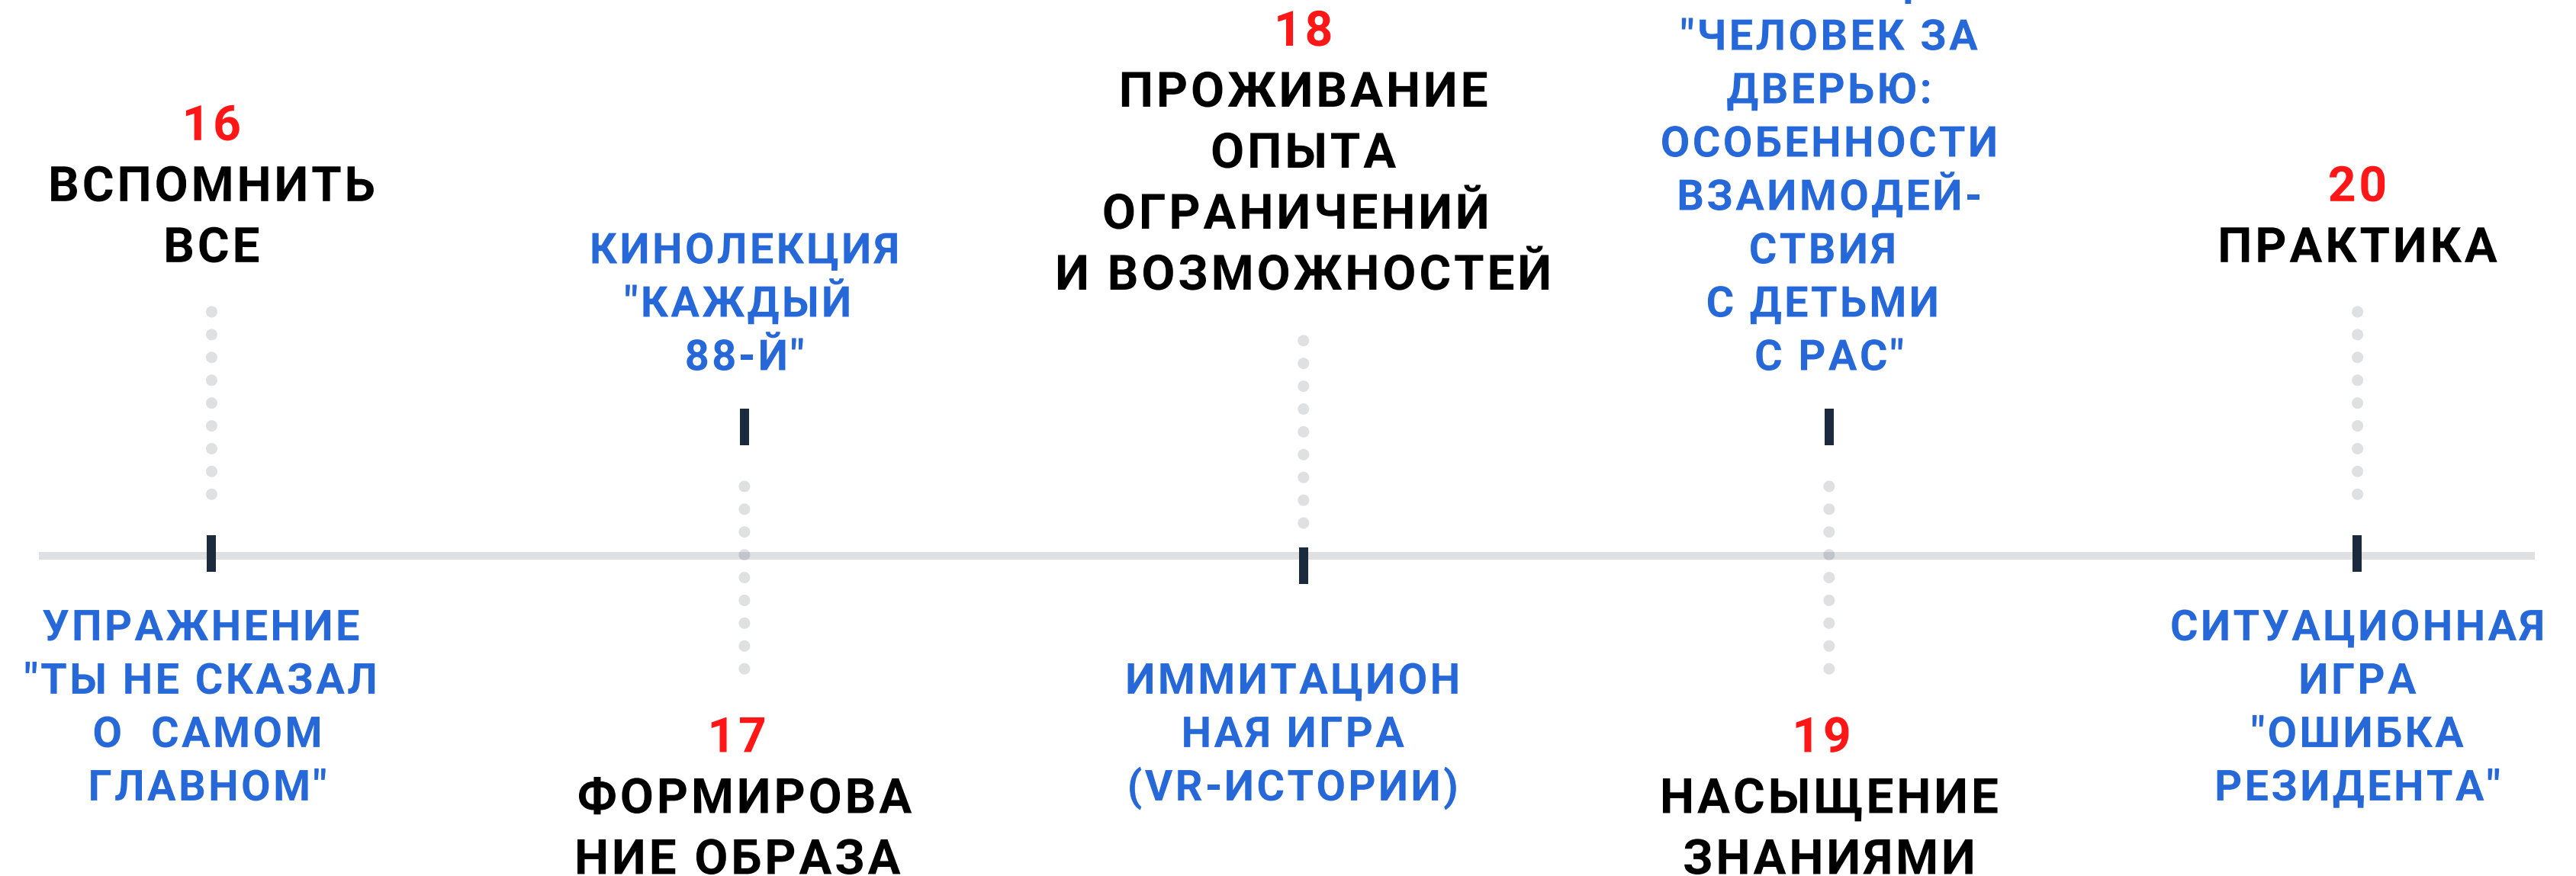 16
ВСПОМНИТЬ
ВСЕ
УПРАЖНЕНИЕ
"ТЫ НЕ СКАЗАЛ
О САМОМ
ГЛАВНОМ"
КИНОЛЕКЦИЯ
"КАЖДЫЙ
88-Й"
17
ФОРМИРОВА
НИЕ ОБРАЗА
18
ПРОЖИВАНИЕ
ОПЫТА
ОГРАНИЧЕНИЙ
И ВОЗМОЖНОСТЕЙ
ИММИТАЦИОН
НАЯ ИГРА
(VR-ИСТОРИИ)
"ЧЕЛОВЕК ЗА
ДВЕРЬЮ:
ОСОБЕННОСТИ
ВЗАИМОДЕЙ-
СТВИЯ
С ДЕТЬМИ
С РАС"
19
НАСЫЩЕНИЕ
ЗНАНИЯМИ
20
ПРАКТИКА
СИТУАЦИОННАЯ
ИГРА
"ОШИБКА
РЕЗИДЕНТА"